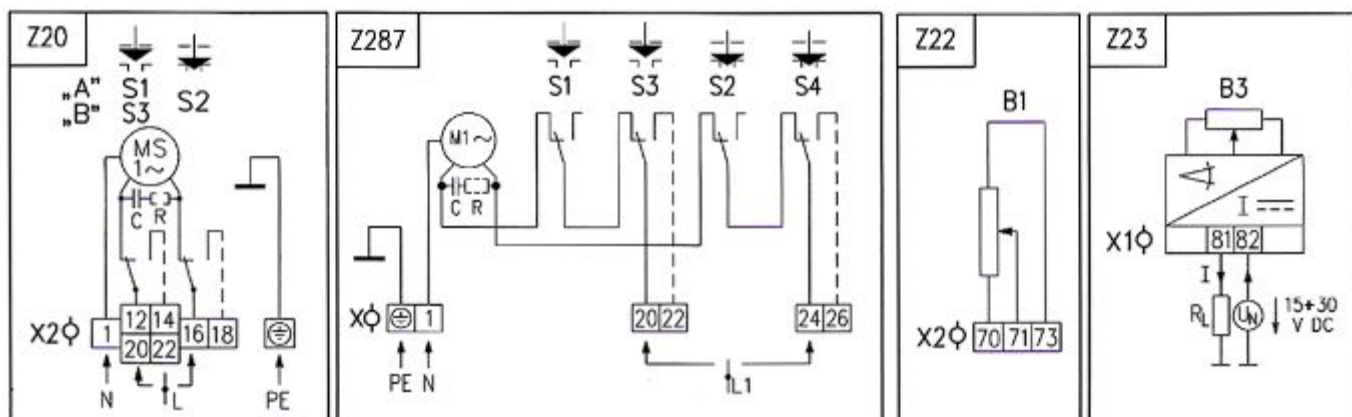 Z20
„A” S1 S2
„B” S3
MS
1~
C R
12 14
X2 1 16 18
20 22
N L PE
Z287
S1 S3 S2 S4
M1~
C R
X 1 20 22 24 26
PE N L1
Z22
B1
X2 70 71 73
Z23
B3
I
X1 81 82
I
RL UN 15+30
V DC